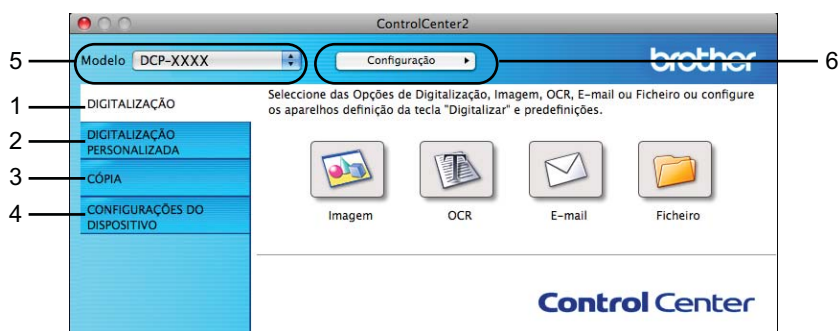 ControlCenter2
5
Modelo DCP-XXXX
Configuração
brother
6
1
DIGITALIZAÇÃO
Seleccione das Opções de Digitalização, Imagem, OCR, E-mail ou Ficheiro ou configure
os aparelhos definição da tecla "Digitalizar" e predefinições.
2
DIGITALIZAÇÃO
PERSONALIZADA
3
CÓPIA
4
CONFIGURAÇÕES DO
DISPOSITIVO
Imagem
OCR
E-mail
Ficheiro
Control Center